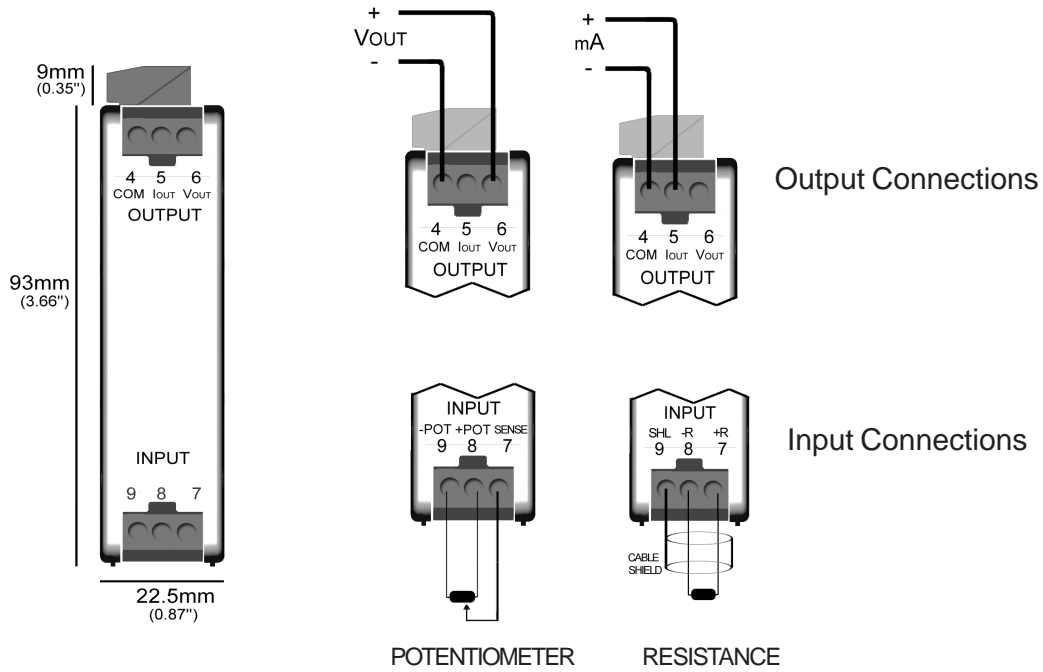 9mm
(0.35")
4 5 6
COM IOUT VOUT
OUTPUT
93mm
(3.66")
INPUT
9 8 7
22.5mm
(0.87")
+
VOUT
-
4 5 6
COM IOUT VOUT
OUTPUT
+
mA
-
4 5 6
COM IOUT VOUT
OUTPUT
Output Connections
INPUT
-POT +POT SENSE
9 8 7
POTENTIOMETER
INPUT
SHL -R +R
9 8 7
CABLE
SHIELD
RESISTANCE
Input Connections